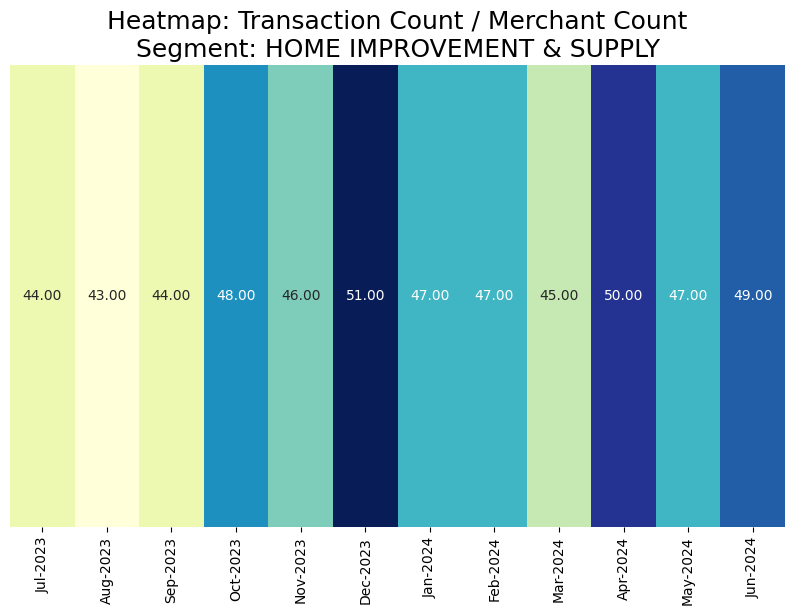 Heatmap: Transaction Count / Merchant Count
Segment: HOME IMPROVEMENT & SUPPLY
44.00 43.00 44.00 48.00 46.00 51.00 47.00 47.00 45.00 50.00 47.00 49.00
Jul-2023 Aug-2023 Sep-2023 Oct-2023 Nov-2023 Dec-2023 Jan-2024 Feb-2024 Mar-2024 Apr-2024 May-2024 Jun-2024